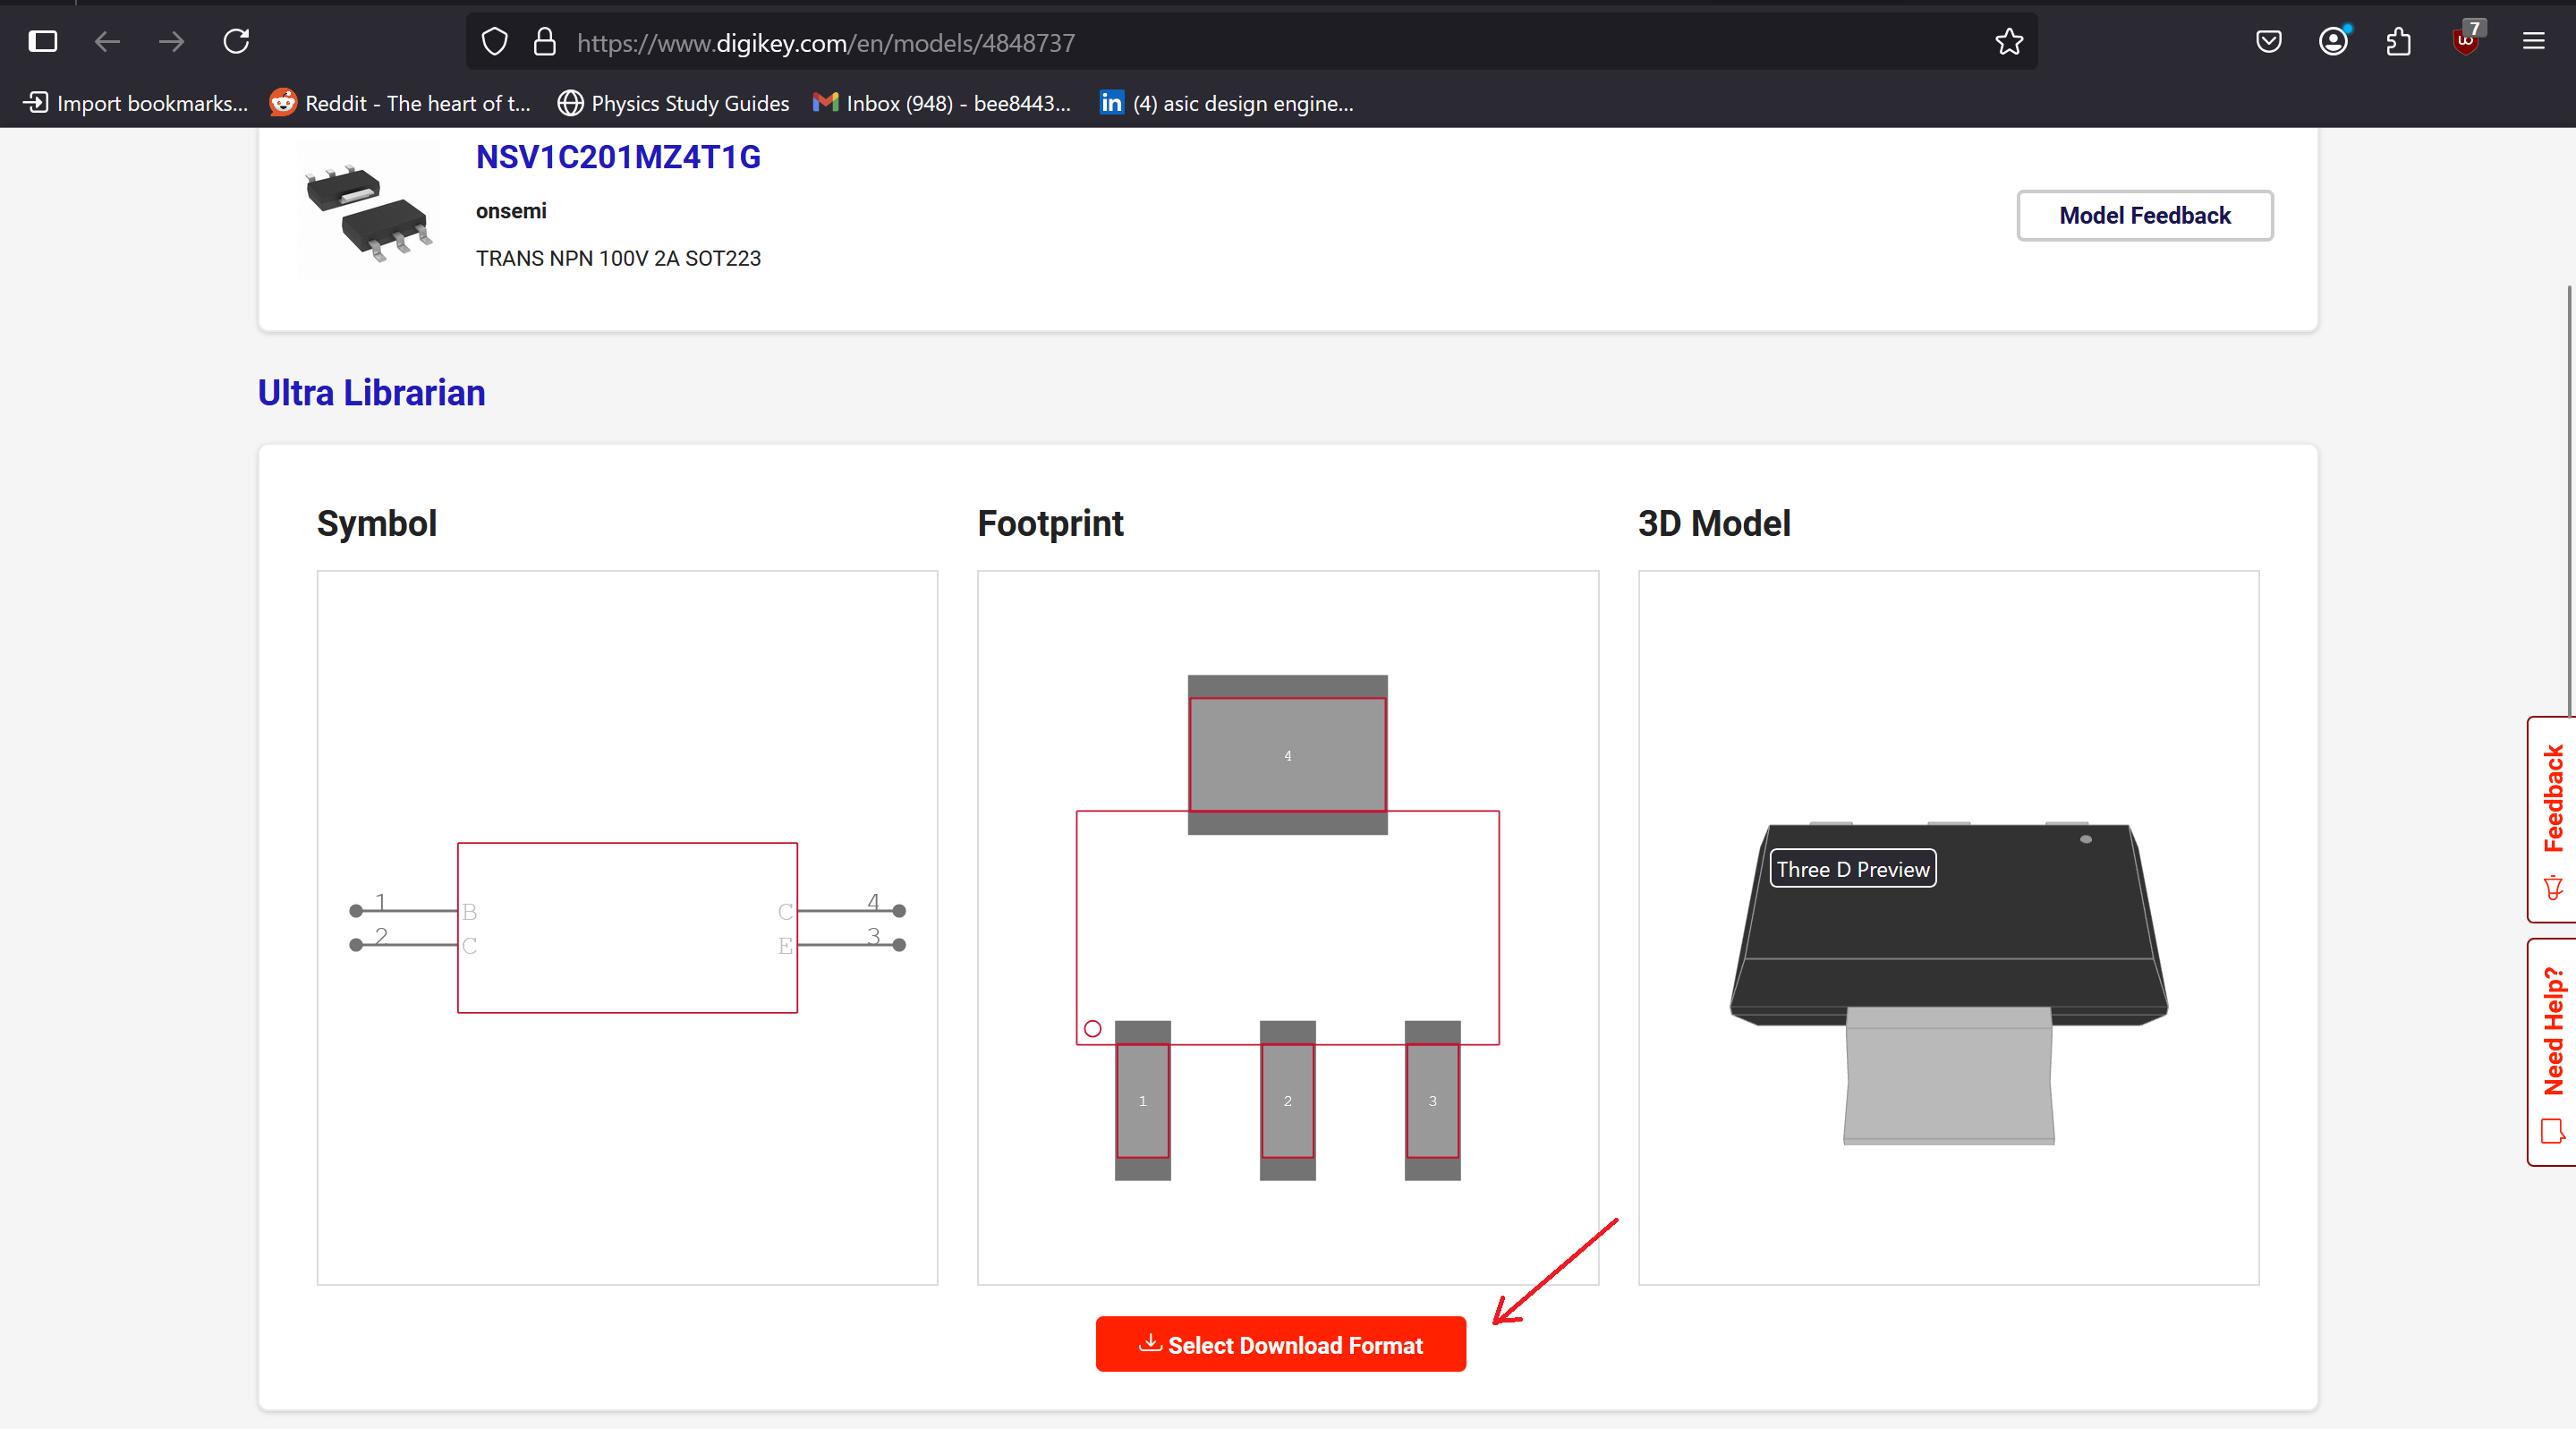 https://www.digikey.com/en/models/4848737
7
Import bookmarks...
Reddit - The heart of t...
Physics Study Guides
Inbox (948) - bee8443...
in
(4) asic design engine...
NSV1C201MZ4T1G
onsemi
TRANS NPN 100V 2A SOT223
Model Feedback
Ultra Librarian
Symbol
Footprint
3D Model
1
B
C
4
2
C
E
3
4
1
2
3
Three D Preview
Feedback
Need Help?
Select Download Format